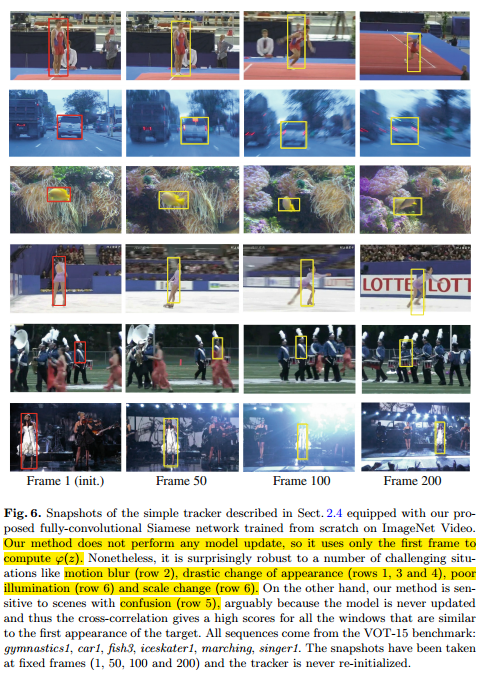 LOTT
LOTT
Frame 1 (init.) Frame 50 Frame 100 Frame 200
Fig. 6. Snapshots of the simple tracker described in Sect. 2.4 equipped with our pro-
posed fully-convolutional Siamese network trained from scratch on ImageNet Video.
Our method does not perform any model update, so it uses only the first frame to
compute φ(z). Nonetheless, it is surprisingly robust to a number of challenging situ-
ations like motion blur (row 2), drastic change of appearance (rows 1, 3 and 4), poor
illumination (row 6) and scale change (row 6). On the other hand, our method is sen-
sitive to scenes with confusion (row 5), arguably because the model is never updated
and thus the cross-correlation gives a high scores for all the windows that are similar
to the first appearance of the target. All sequences come from the VOT-15 benchmark:
gymnastics1, car1, fish3, iceskater1, marching, singer1. The snapshots have been taken
at fixed frames (1, 50, 100 and 200) and the tracker is never re-initialized.